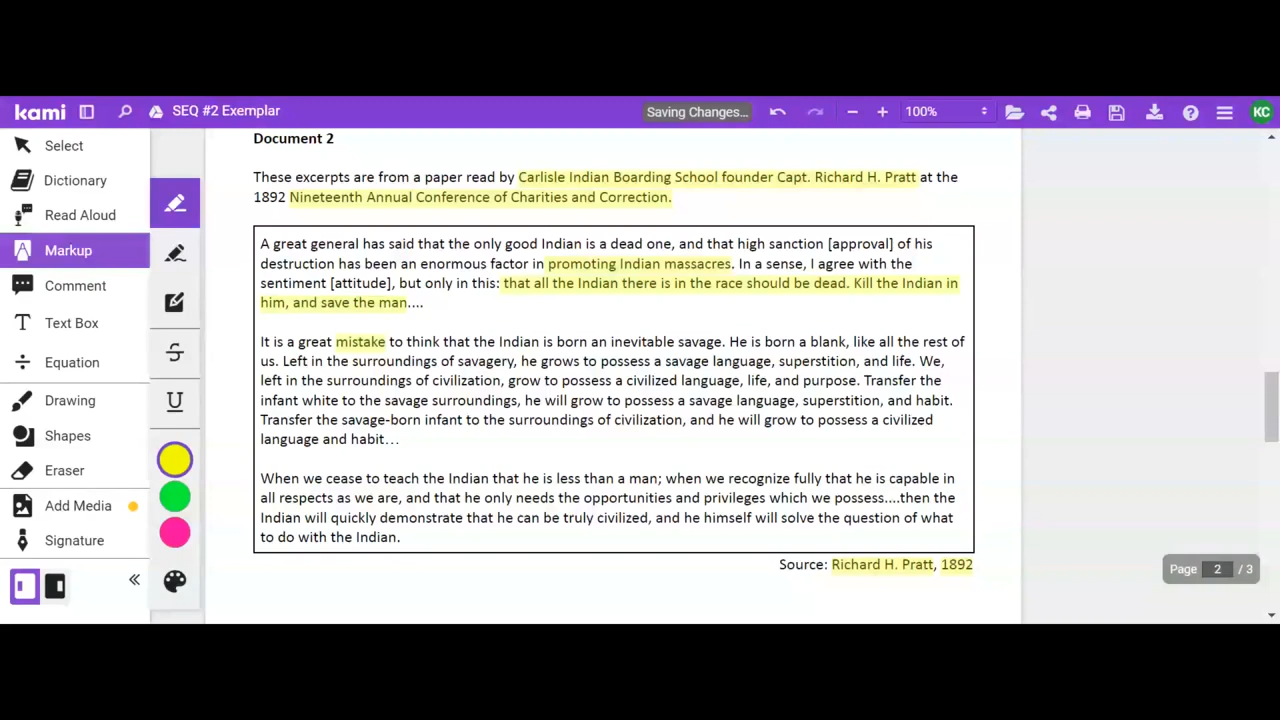 kami
SEQ #2 Exemplar
Saving Changes...
100%
KC
Select
Dictionary
Read Aloud
Markup
Comment
Text Box
Equation
Drawing
Shapes
Eraser
Add Media
Signature
Document 2
These excerpts are from a paper read by Carlisle Indian Boarding School founder Capt. Richard H. Pratt at the
1892 Nineteenth Annual Conference of Charities and Correction.
A great general has said that the only good Indian is a dead one, and that high sanction [approval] of his
destruction has been an enormous factor in promoting Indian massacres. In a sense, I agree with the
sentiment [attitude], but only in this: that all the Indian there is in the race should be dead. Kill the Indian in
him, and save the man....
It is a great mistake to think that the Indian is born an inevitable savage. He is born a blank, like all the rest of
us. Left in the surroundings of savagery, he grows to possess a savage language, superstition, and life. We,
left in the surroundings of civilization, grow to possess a civilized language, life, and purpose. Transfer the
infant white to the savage surroundings, he will grow to possess a savage language, superstition, and habit.
Transfer the savage-born infant to the surroundings of civilization, and he will grow to possess a civilized
language and habit...
When we cease to teach the Indian that he is less than a man; when we recognize fully that he is capable in
all respects as we are, and that he only needs the opportunities and privileges which we possess....then the
Indian will quickly demonstrate that he can be truly civilized, and he himself will solve the question of what
to do with the Indian.
Source: Richard H. Pratt, 1892
Page 2 / 3